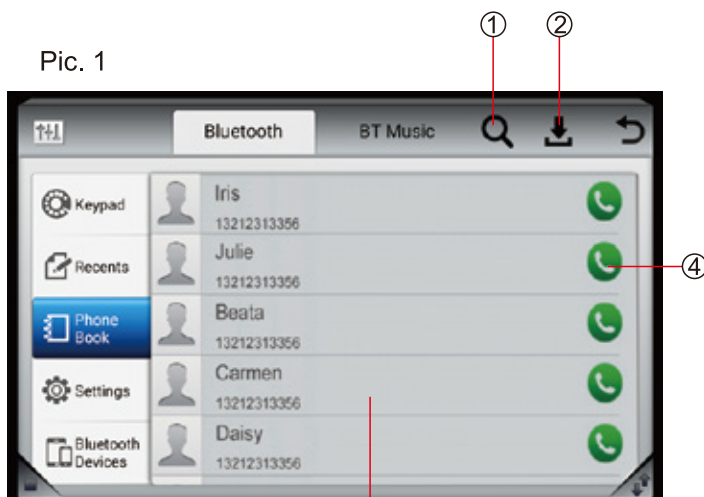 ① ②
Pic. 1
Bluetooth BT Music
Keypad
Recents
Phone
Book
Settings
Bluetooth
Devices
Iris
13212313356
Julie
13212313356
Beata
13212313356
Carmen
13212313356
Daisy
13212313356
④